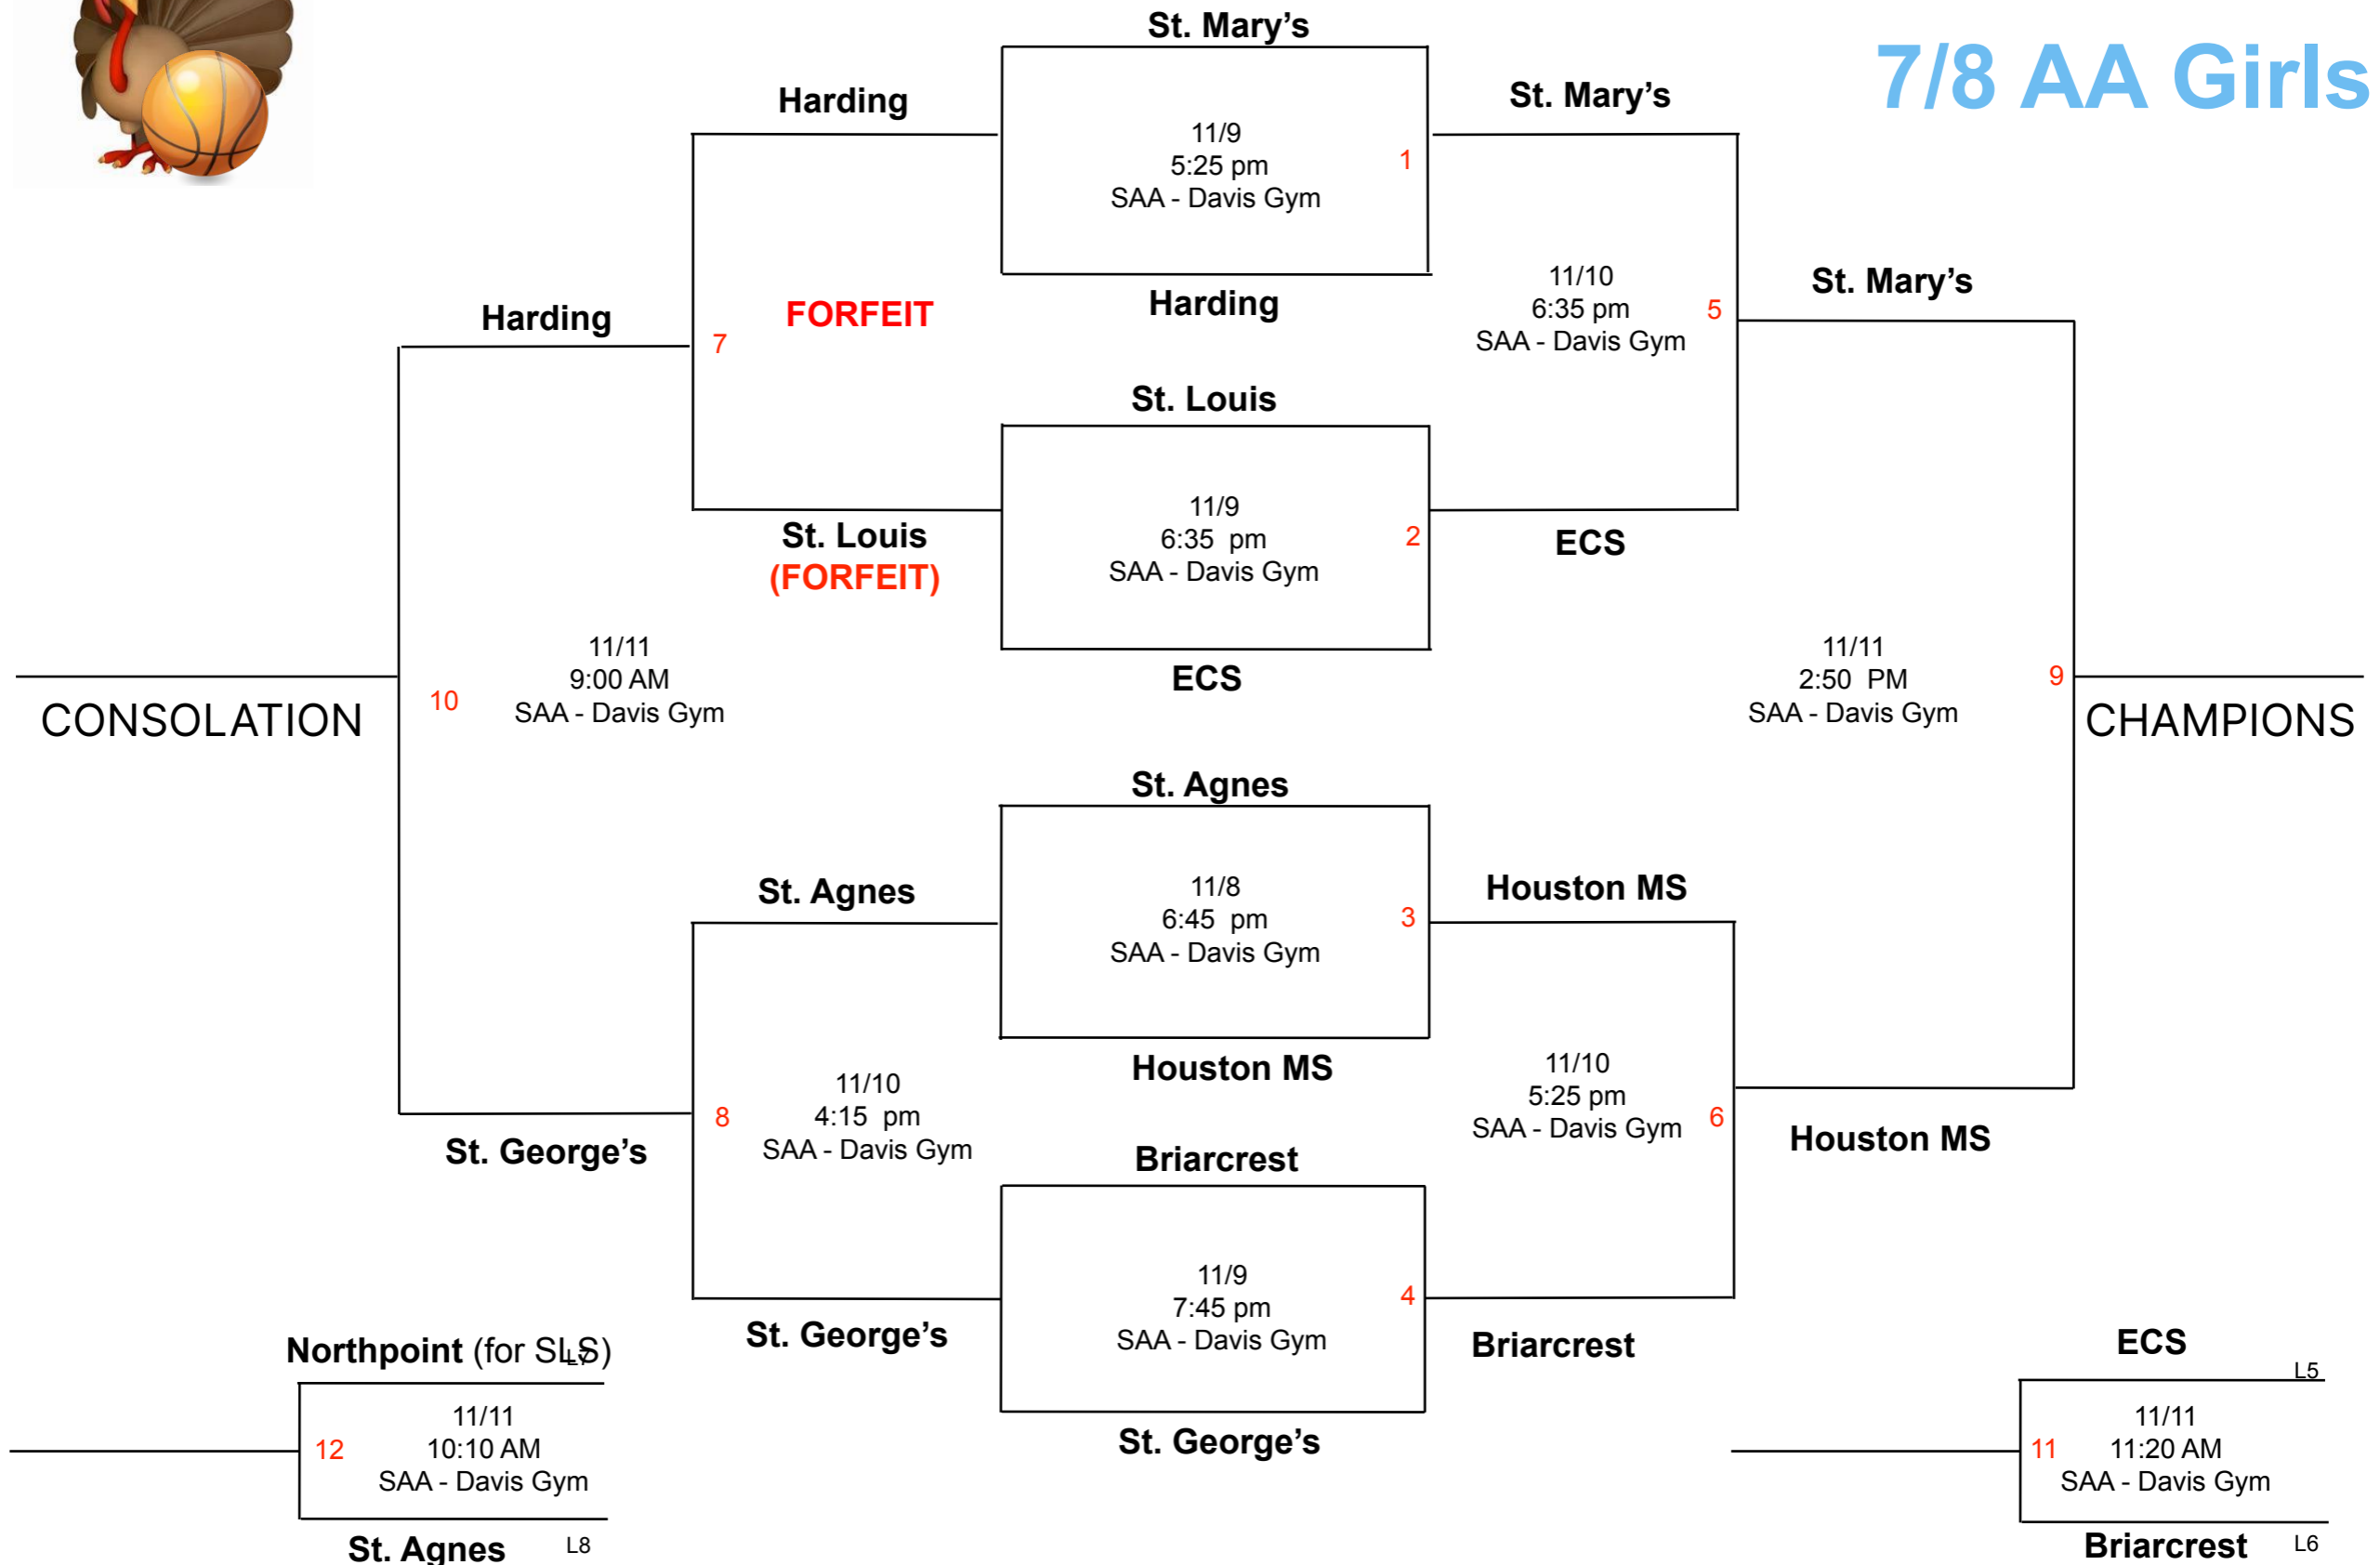 7/8 AA Girls
St. Mary's
11/9
5:25 pm
SAA - Davis Gym
1
Harding
Harding
FORFEIT
7
Harding
St. Mary's
11/10
6:35 pm
SAA - Davis Gym
5
St. Mary's
St. Louis
11/9
6:35 pm
SAA - Davis Gym
2
ECS
St. Louis
(FORFEIT)
ECS
11/11
9:00 AM
SAA - Davis Gym
10
CONSOLATION
11/11
2:50 PM
SAA - Davis Gym
9
CHAMPIONS
St. Agnes
11/8
6:45 pm
SAA - Davis Gym
3
Houston MS
St. Agnes
Houston MS
11/10
4:15 pm
SAA - Davis Gym
8
St. George's
11/10
5:25 pm
SAA - Davis Gym
6
Houston MS
Briarcrest
11/9
7:45 pm
SAA - Davis Gym
4
St. George's
St. George's
Briarcrest
Northpoint (for SLS)
L7
11/11
10:10 AM
SAA - Davis Gym
12
St. Agnes
L8
ECS
L5
11/11
11:20 AM
SAA - Davis Gym
11
Briarcrest
L6